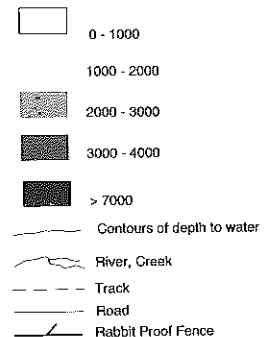 0 - 1000
1000 - 2000
2000 - 3000
3000 - 4000
> 7000
Contours of depth to water
River, Creek
Track
Road
Rabbit Proof Fence